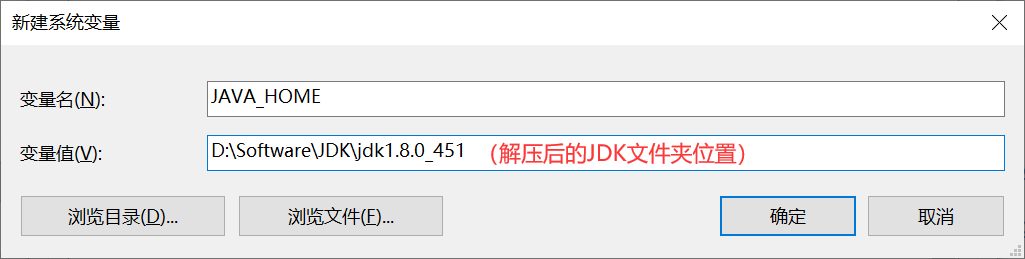 新建系统变量
变量名(N):
JAVA_HOME
变量值(V):
D:\Software\JDK\jdk1.8.0_451 （解压后的JDK文件夹位置）
浏览目录(D)... 浏览文件(F)... 确定 取消